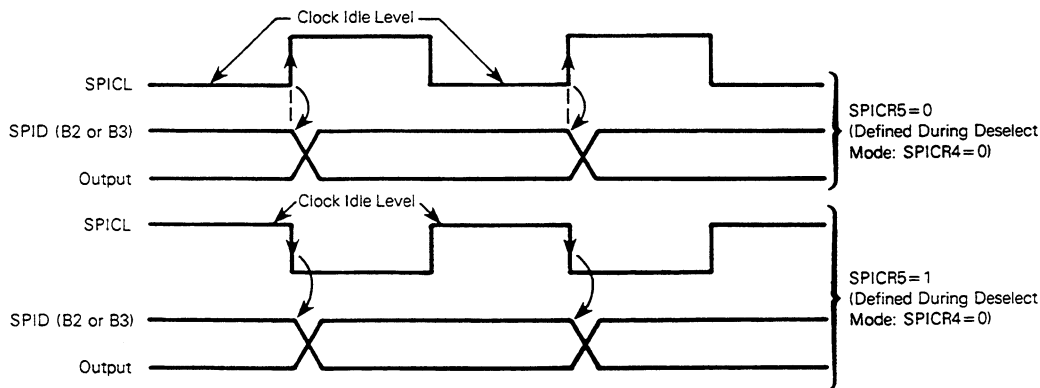 Clock Idle Level
SPICL
SPID (B2 or B3)
Output
SPICR5=0
(Defined During Deselect
Mode: SPICR4=0)
Clock Idle Level
SPICL
SPID (B2 or B3)
Output
SPICR5=1
(Defined During Deselect
Mode: SPICR4=0)